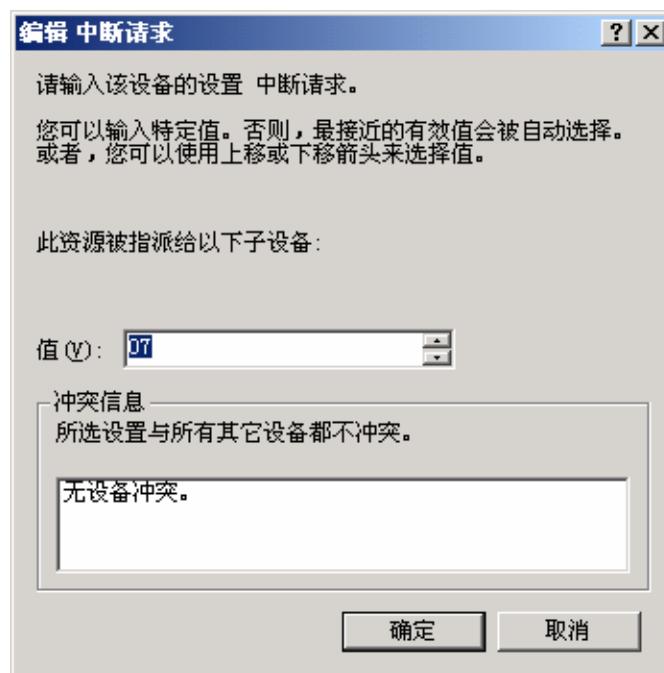 编辑 中断请求
请输入该设备的设置 中断请求。
您可以输入特定值。否则，最接近的有效值会被自动选择。
或者，您可以使用上移或下移箭头来选择值。
此资源被指派给以下子设备：
值(V): 07
冲突信息
所选设置与所有其它设备都不冲突。
无设备冲突。
确定 取消